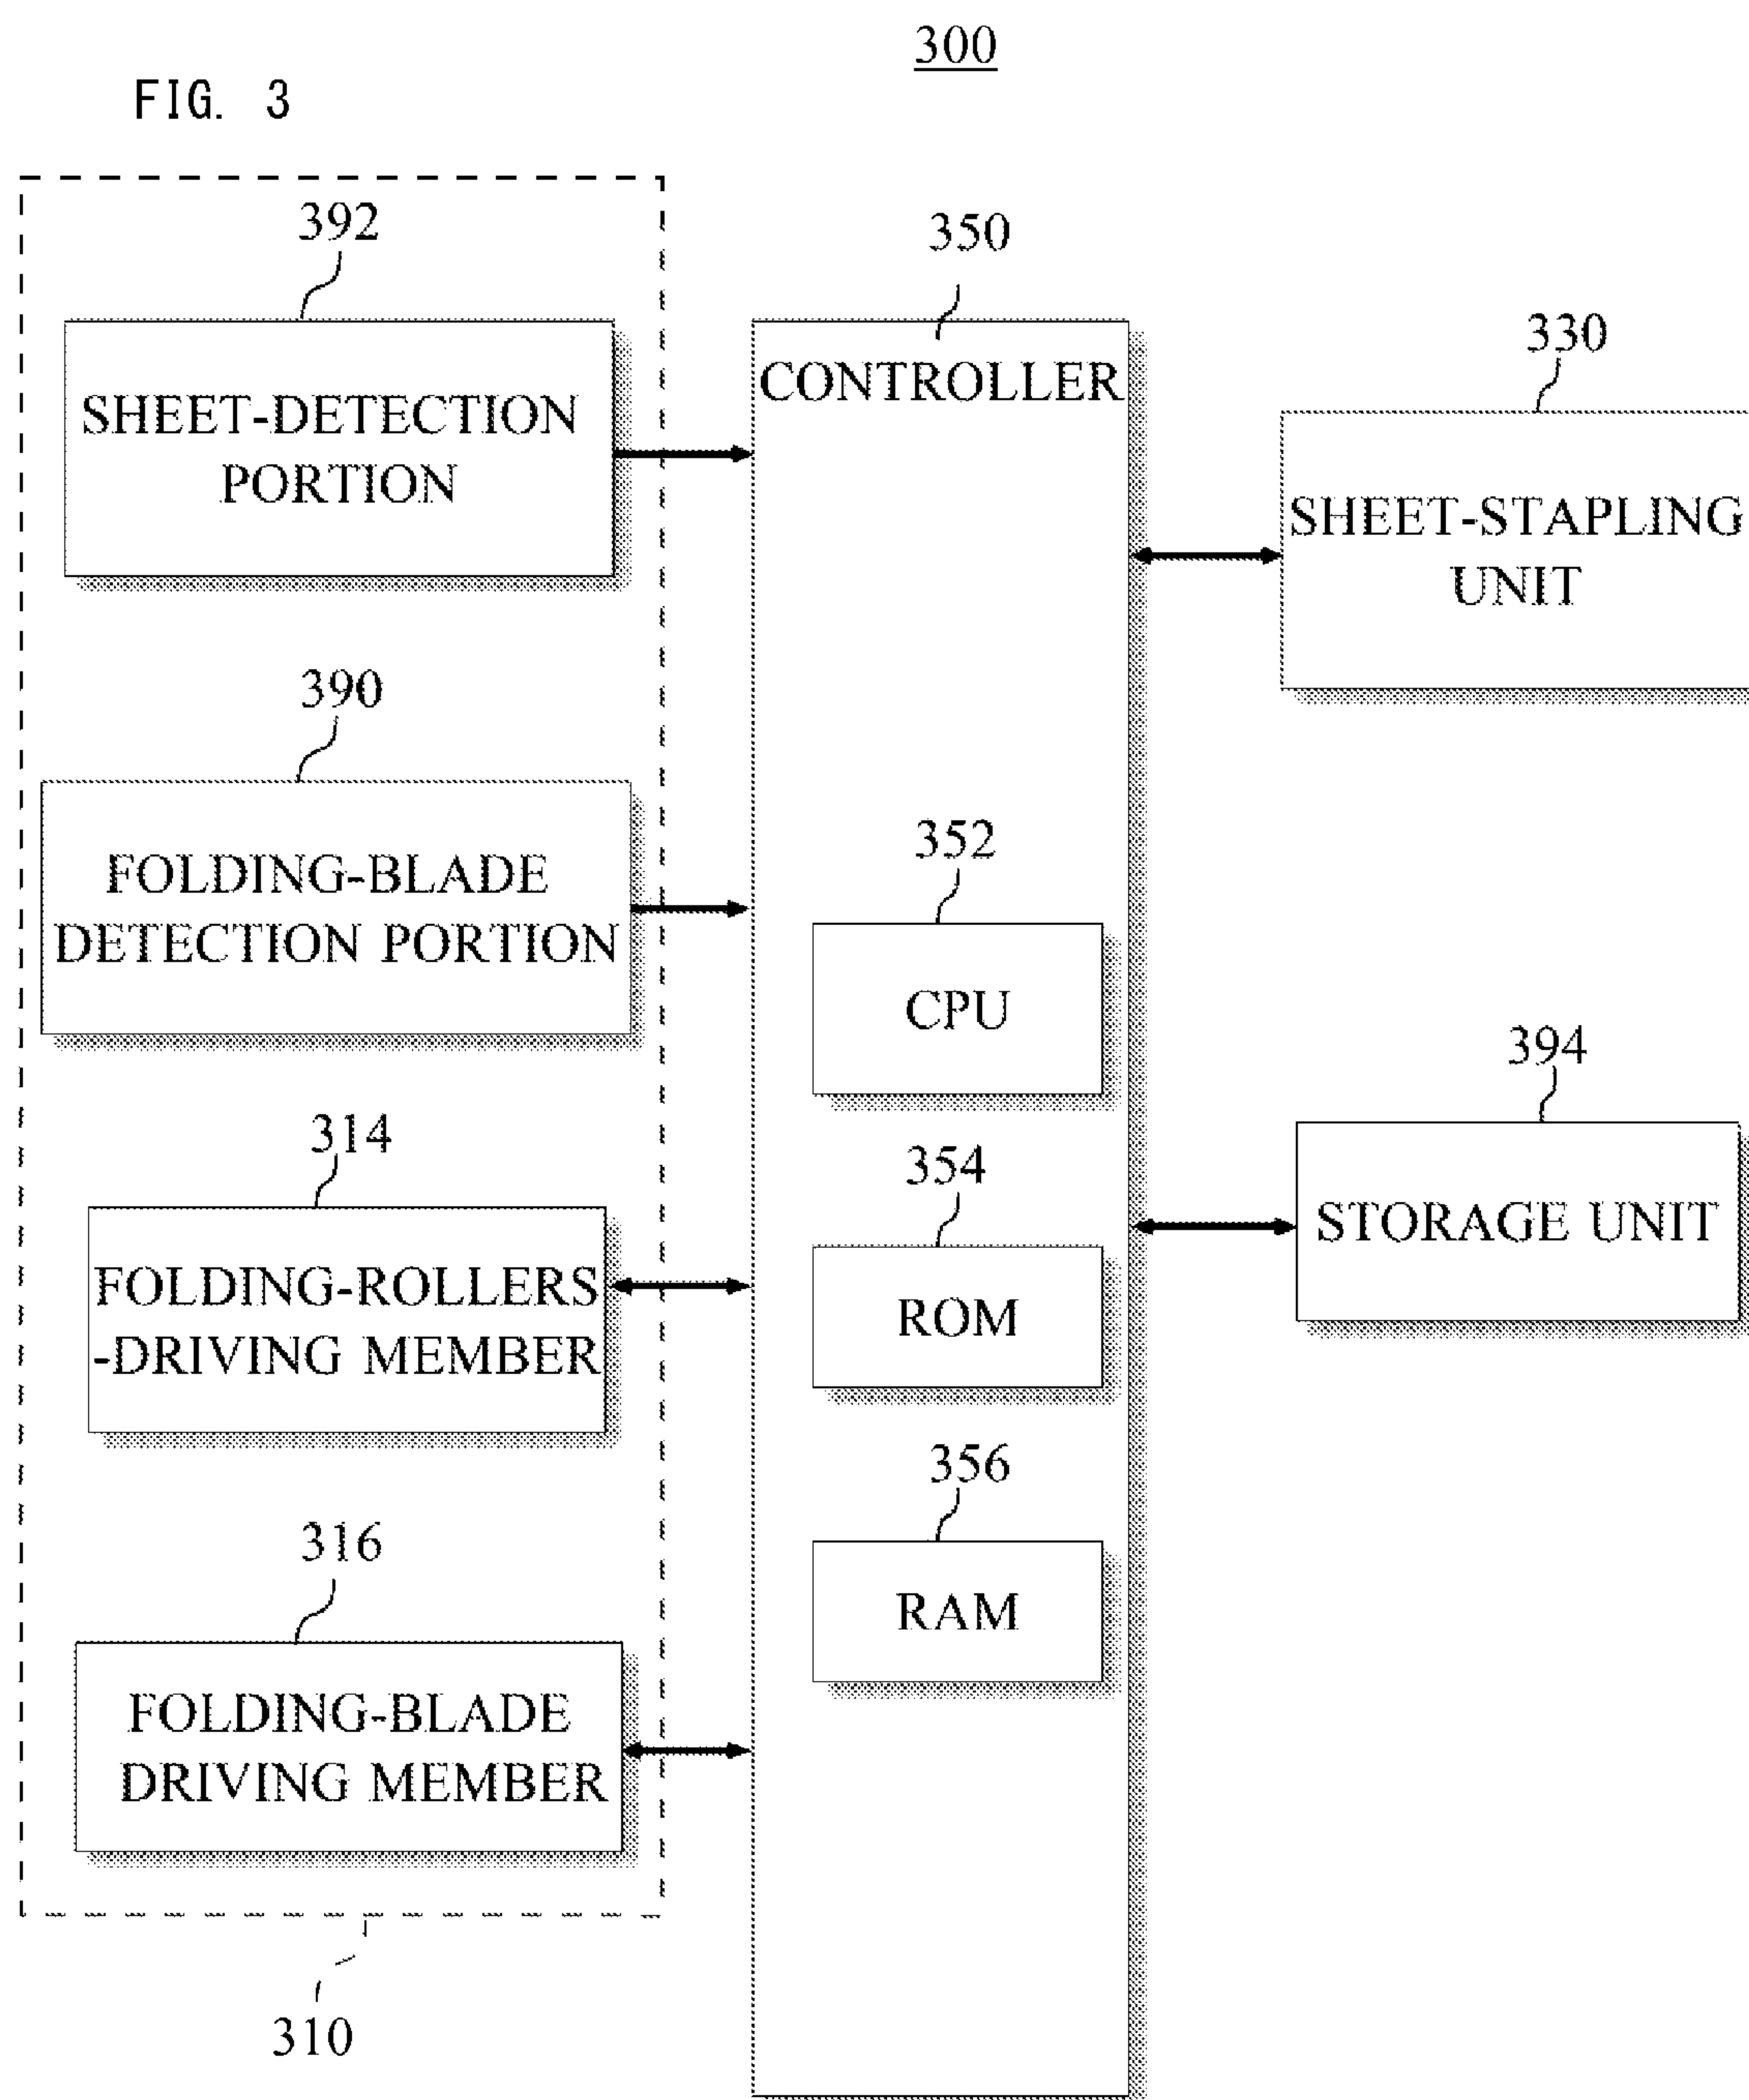 300
FIG. 3
392
SHEET-DETECTION
PORTION
390
FOLDING-BLADE
DETECTION PORTION
314
FOLDING-ROLLERS
-DRIVING MEMBER
316
FOLDING-BLADE
DRIVING MEMBER
310
350
CONTROLLER
352
CPU
354
ROM
356
RAM
330
SHEET-STAPLING
UNIT
394
STORAGE UNIT